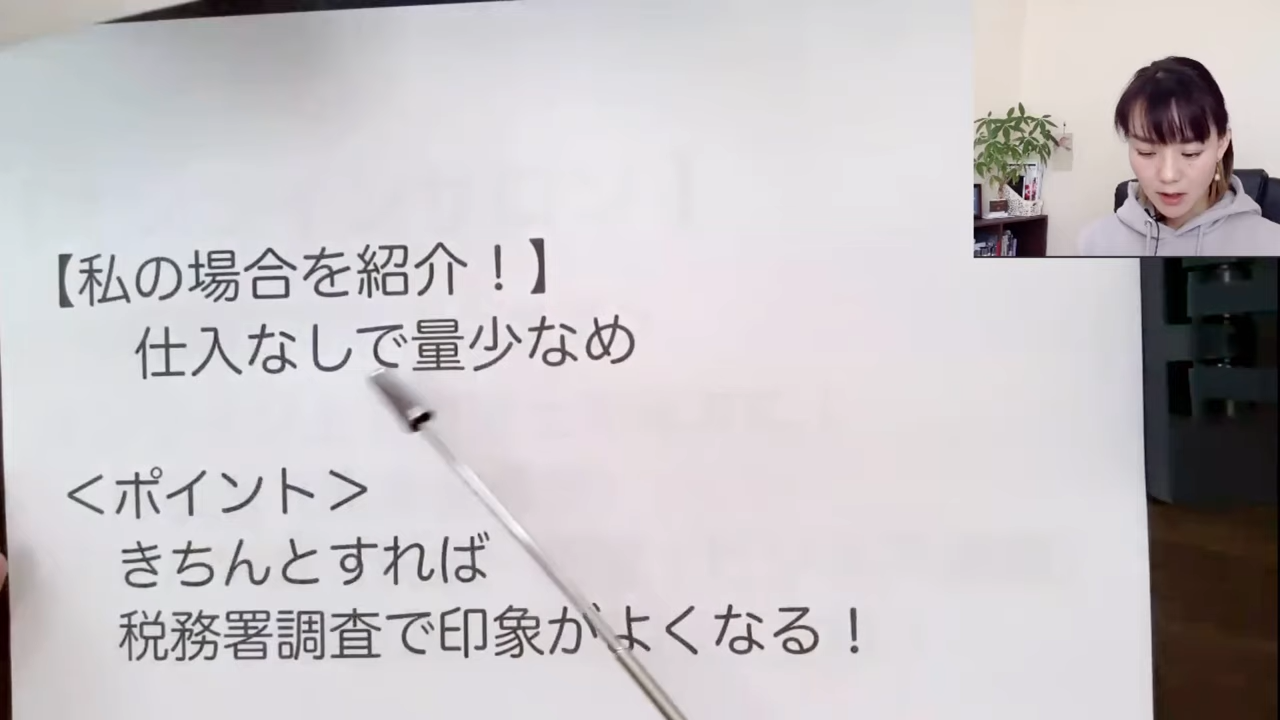 【私の場合を紹介！】
仕入なしで量少なめ
＜ポイント＞
きちんとすれば
税務署調査で印象がよくなる！